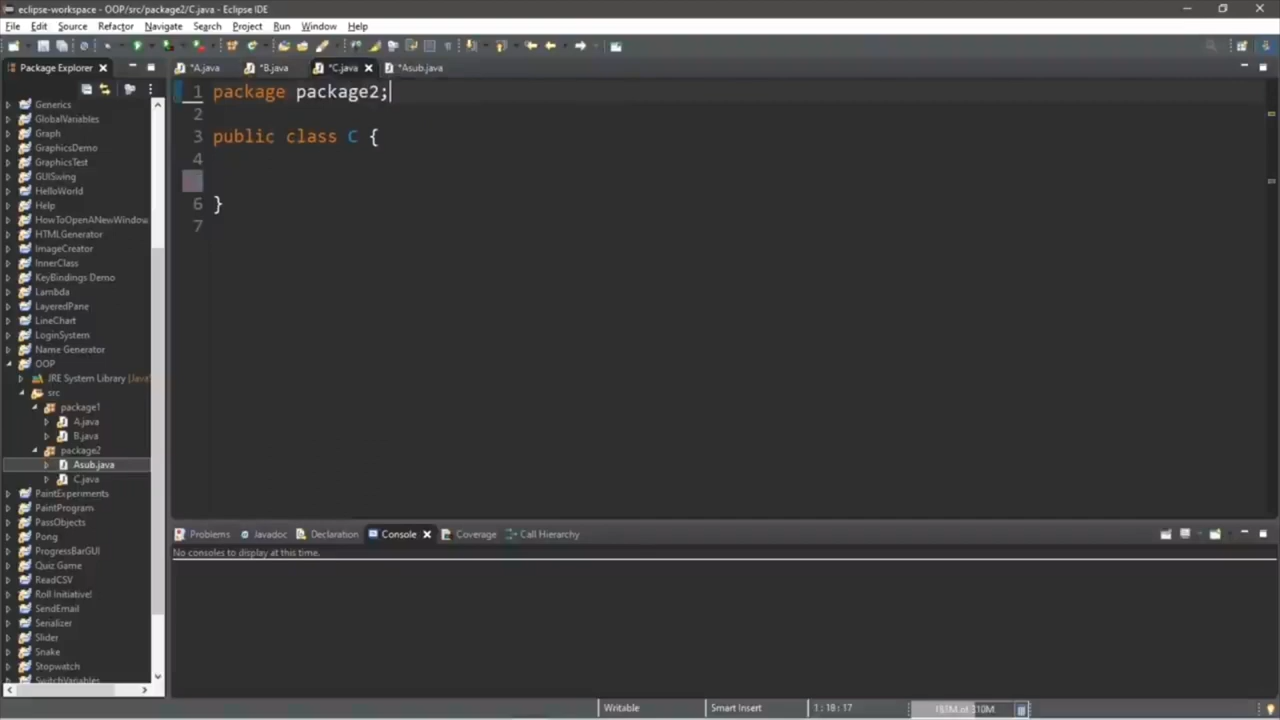 eclipse-workspace - OOP/src/package2/C.java - Eclipse IDE
File Edit Source Refactor Navigate Search Project Run Window Help
Package Explorer
*A.java *B.java *C.java *Asub.java
1 package package2;
2
3 public class C {
4
6 }
7
Generics
GlobalVariables
Graph
GraphicsDemo
GraphicsTest
GUISwing
HelloWorld
Help
HowToOpenANewWindow
HTMLGenerator
ImageCreator
InnerClass
KeyBindings Demo
Lambda
LayeredPane
LineChart
LoginSystem
Name Generator
OOP
JRE System Library [Java
src
package1
A.java
B.java
package2
Asub.java
C.java
PaintExperiments
PaintProgram
PassObjects
Pong
ProgressBarGUI
Quiz Game
ReadCSV
Roll Initiative!
SendEmail
Serializer
Slider
Snake
Stopwatch
SwitchVariables
Problems Javadoc Declaration Console Coverage Call Hierarchy
No consoles to display at this time.
Writable Smart Insert 1 : 18 : 17